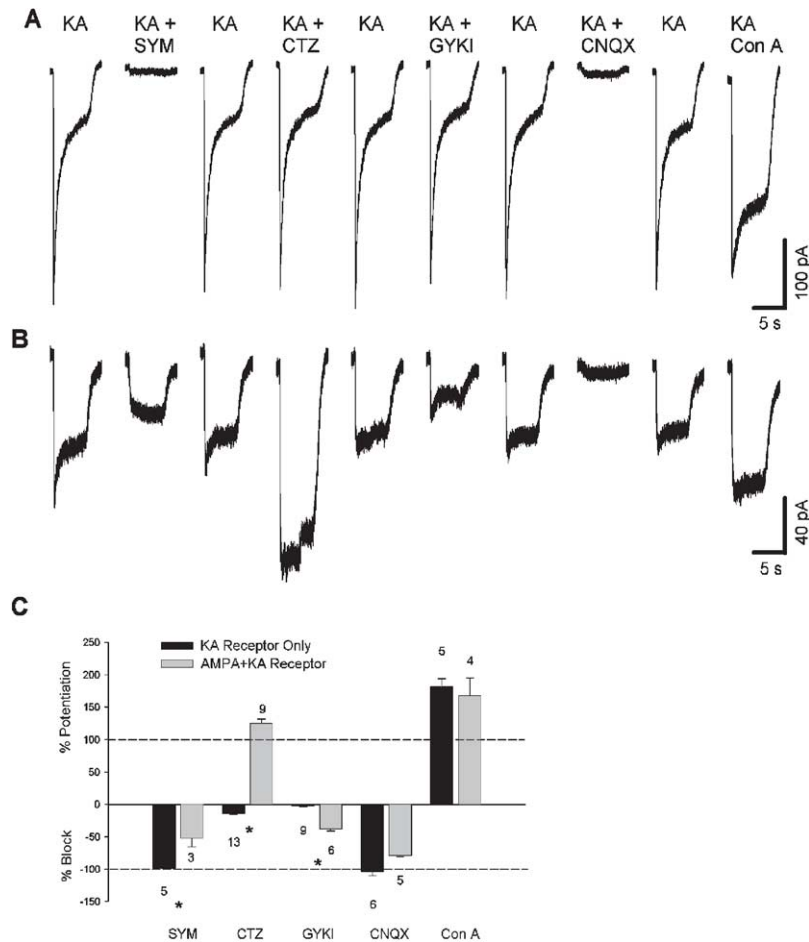 A
KA KA + KA KA + KA KA + KA KA + KA KA
SYM CTZ GYKI CNQX Con A
100 pA
5 s
B
40 pA
5 s
C
KA Receptor Only
AMPA+KA Receptor
% Potentiation
% Block
250
200
150
100
50
0
-50
-100
-150
5
3
*
13
9
*
9
6
*
6
5
5
4
SYM CTZ GYKI CNQX Con A